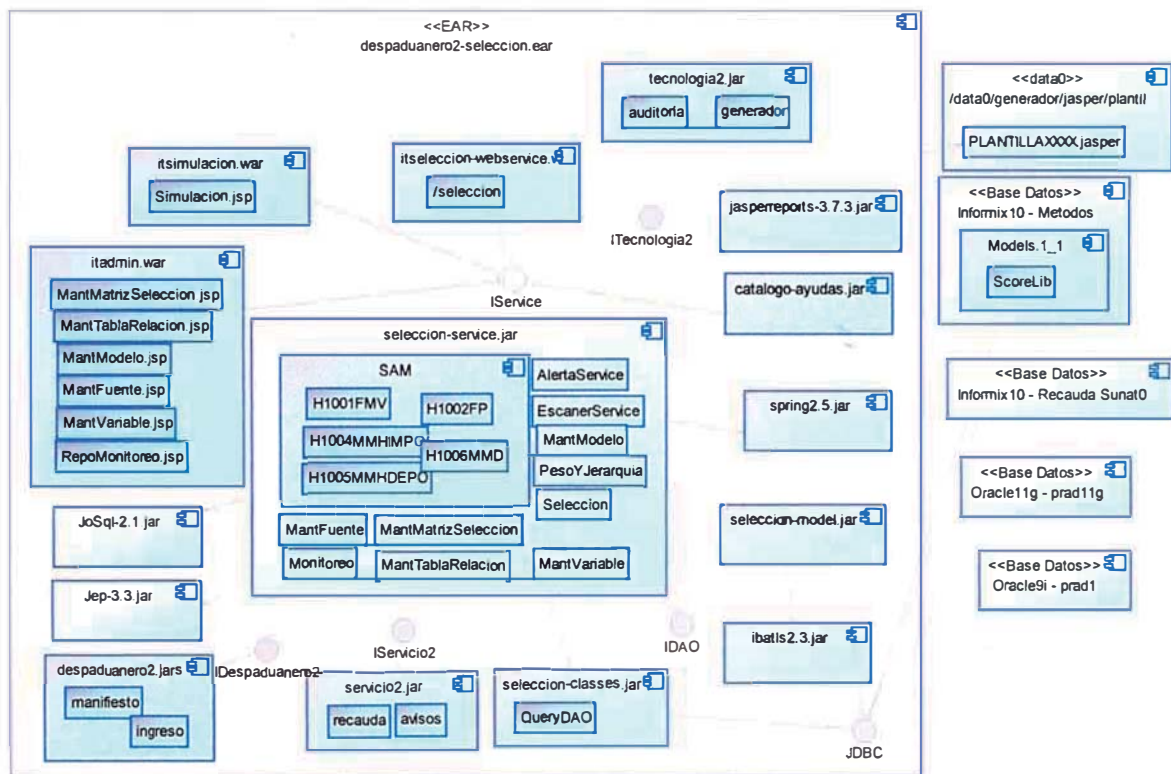 <<EAR>>
despaduanero2-seleccion.ear
tecnologia2.jar
auditoria
generador
<<data0>>
/data0/generador/jasper/plantil
PLANTILLAXXXX.jasper
itsimulacion.war
Simulacion.jsp
itseleccion-webservice.
/seleccion
ITecnologia2
jasperreports-3.7.3.jar
<<Base Datos>>
Informix10 - Metodos
Models.1_1
ScoreLib
itadmin.war
MantMatrizSeleccion.jsp
MantTablaRelacion.jsp
MantModelo.jsp
MantFuente.jsp
MantVariable.jsp
RepoMonitoreo.jsp
IService
catalogo-ayudas.jar
seleccion-service.jar
SAM
H1001FMV
H1002FP
H1004MMHIMPO
H1006MMD
H1005MMHDEPO
AlertaService
EscanerService
MantModelo
PesoYJerarquia
Seleccion
MantFuente
MantMatrizSeleccion
Monitoreo
MantTablaRelacion
MantVariable
spring2.5.jar
<<Base Datos>>
Informix10 - Recauda Sunat0
<<Base Datos>>
Oracle11g - prad11g
<<Base Datos>>
Oracle9i - prad1
JoSql-2.1.jar
Jep-3.3.jar
seleccion-model.jar
despaduanero2.jars
manifiesto
ingreso
IDespaduanero2
IServicio2
servicio2.jar
recauda
avisos
IDAO
seleccion-classes.jar
QueryDAO
ibatis2.3.jar
JDBC